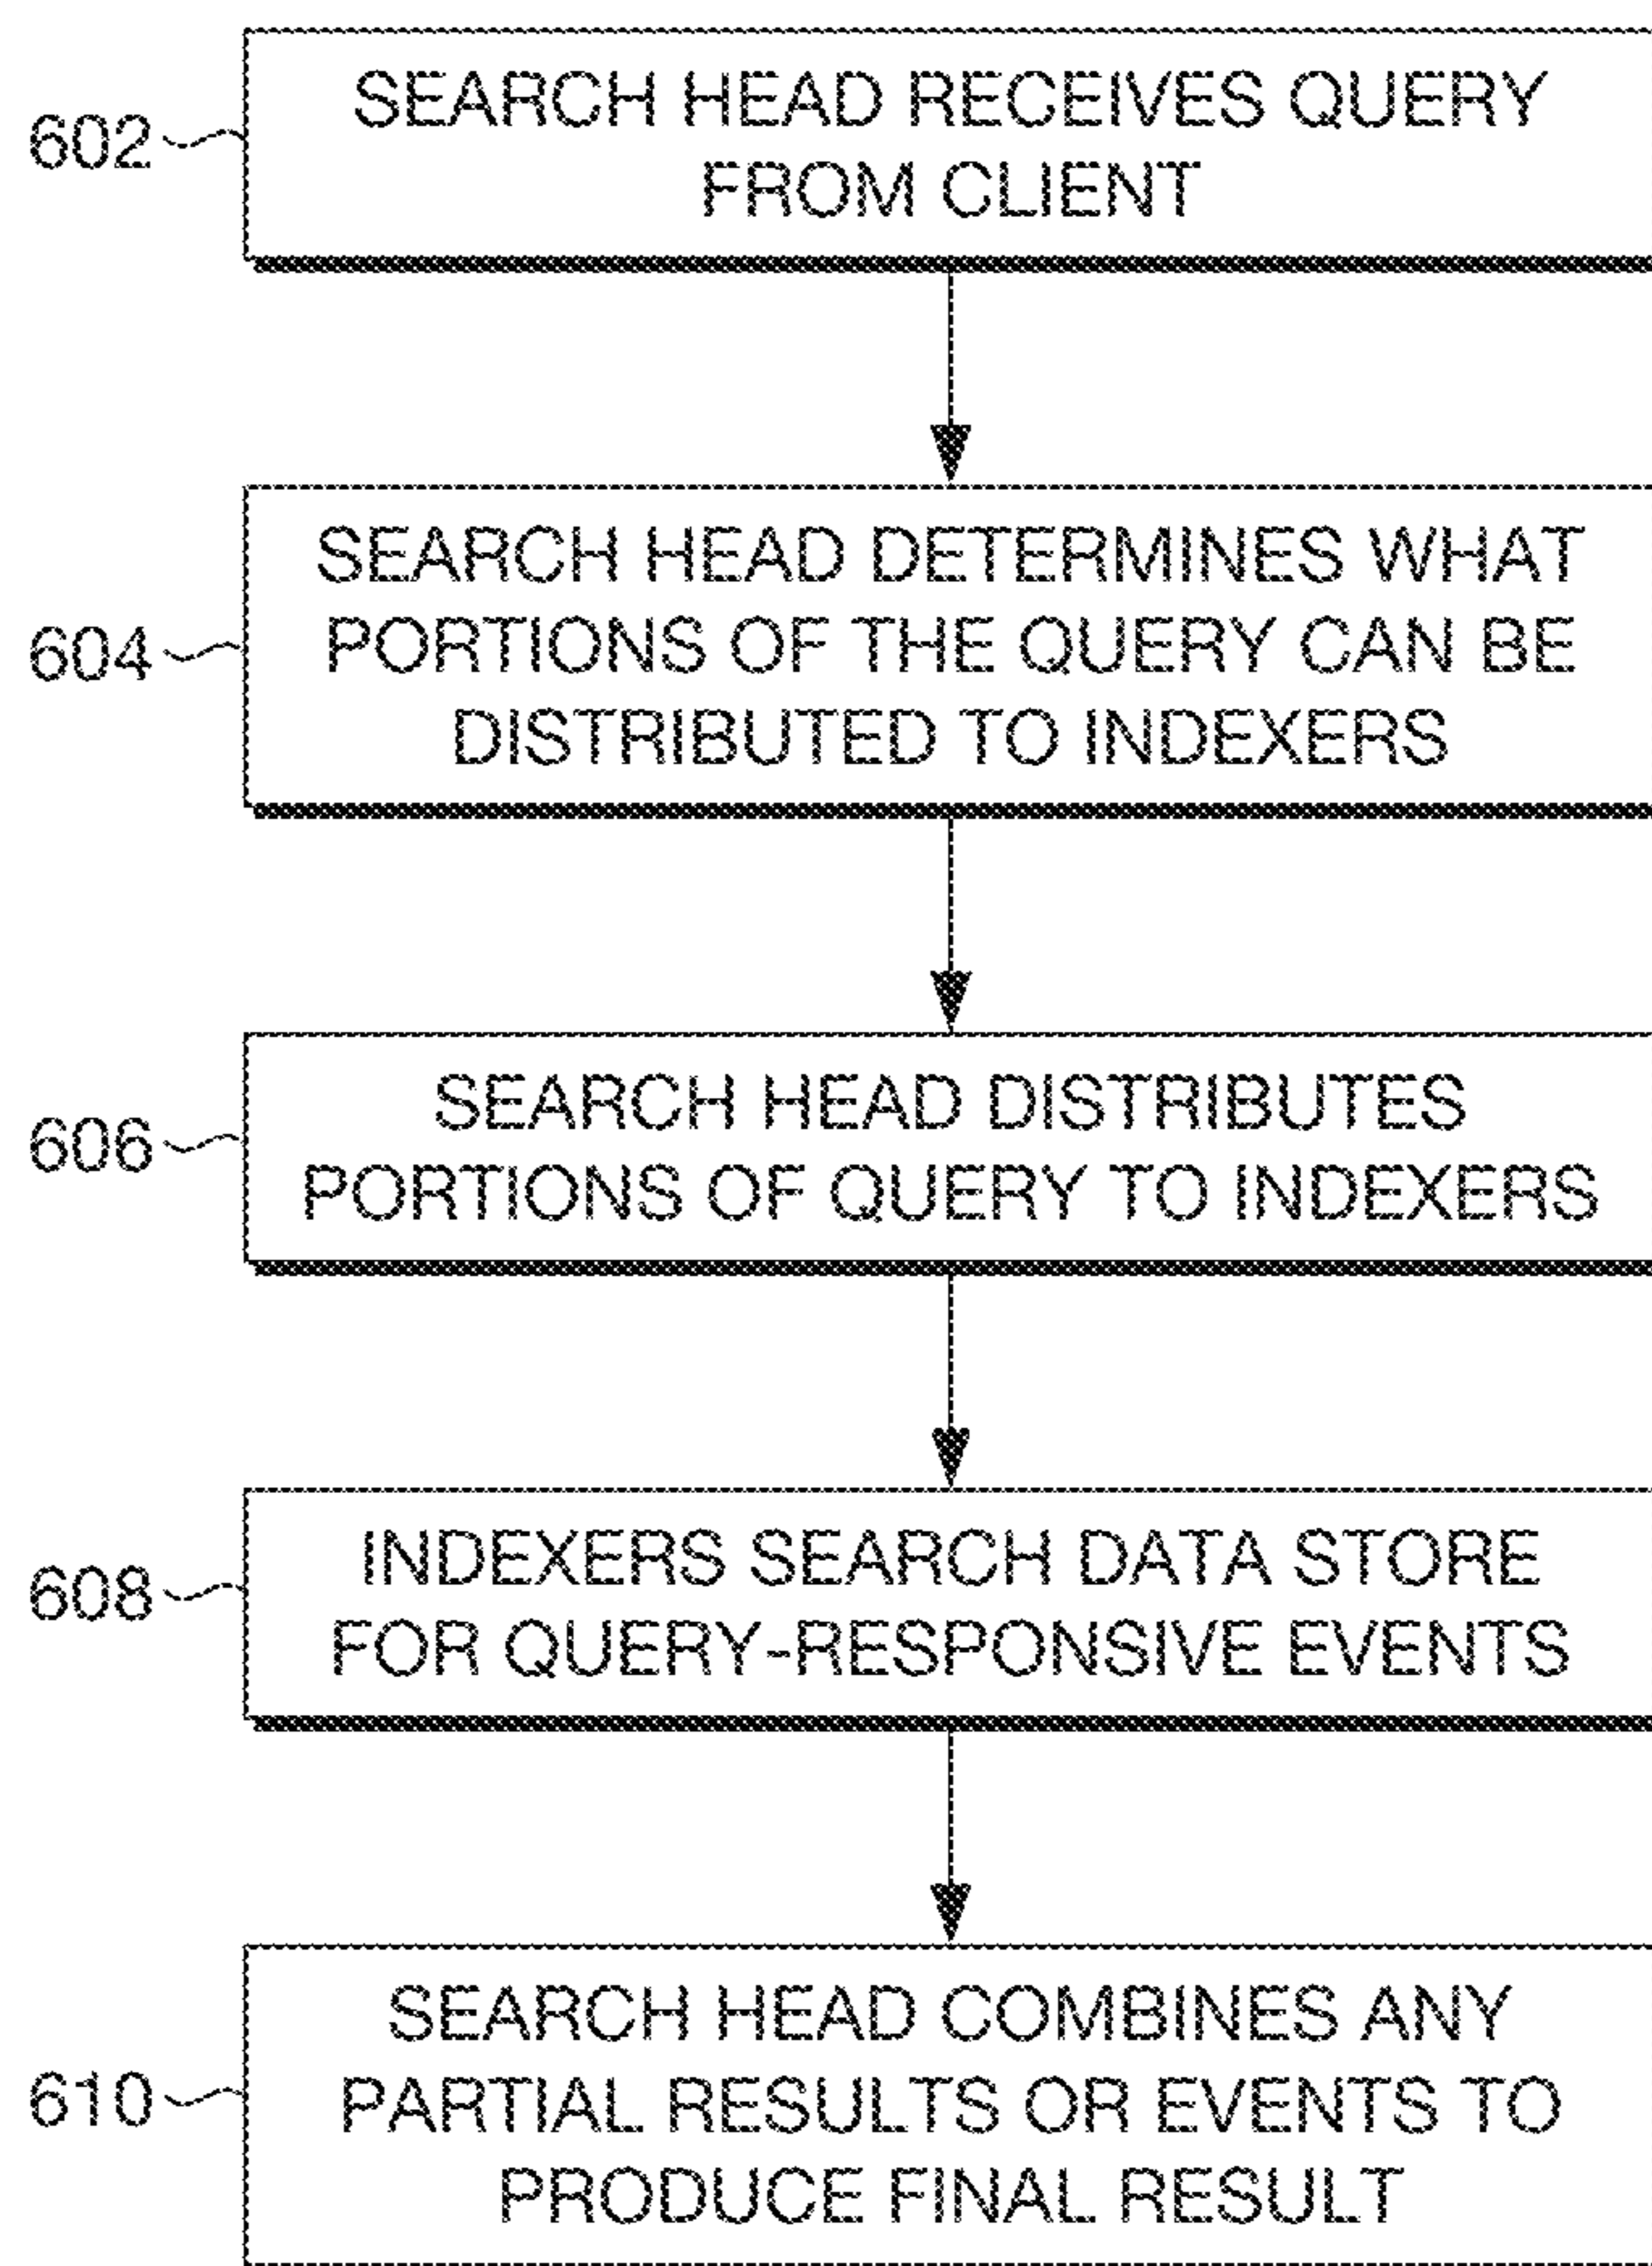 602
SEARCH HEAD RECEIVES QUERY
FROM CLIENT
604
SEARCH HEAD DETERMINES WHAT
PORTIONS OF THE QUERY CAN BE
DISTRIBUTED TO INDEXERS
606
SEARCH HEAD DISTRIBUTES
PORTIONS OF QUERY TO INDEXERS
608
INDEXERS SEARCH DATA STORE
FOR QUERY-RESPONSIVE EVENTS
610
SEARCH HEAD COMBINES ANY
PARTIAL RESULTS OR EVENTS TO
PRODUCE FINAL RESULT